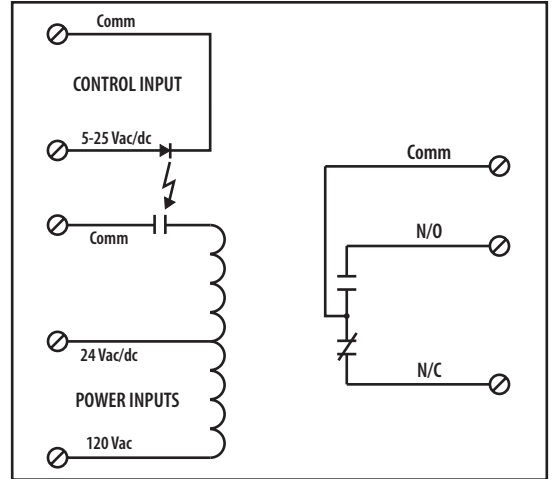 Comm
CONTROL INPUT
5-25 Vac/dc
Comm
24 Vac/dc
POWER INPUTS
120 Vac
Comm
N/O
N/C